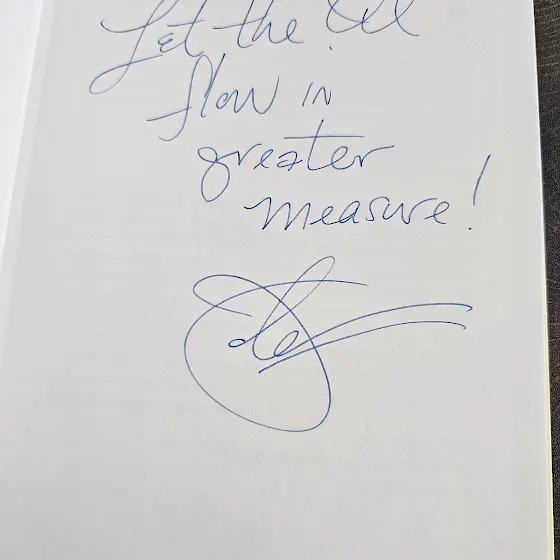 Let the Oil
flow in
greater
measure!